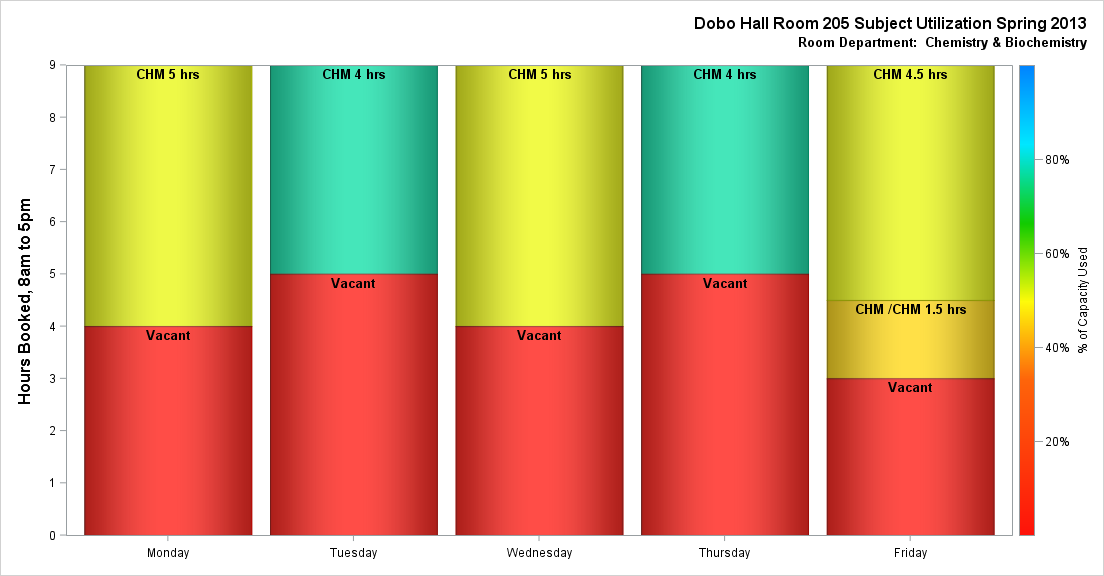 Dobo Hall Room 205 Subject Utilization Spring 2013
Room Department:  Chemistry & Biochemistry
Hours Booked, 8am to 5pm
9
8
7
6
5
4
3
2
1
0
CHM 5 hrs
Vacant
CHM 4 hrs
Vacant
CHM 5 hrs
Vacant
CHM 4 hrs
Vacant
CHM 4.5 hrs
CHM /CHM 1.5 hrs
Vacant
Monday
Tuesday
Wednesday
Thursday
Friday
80%
60%
40%
20%
% of Capacity Used